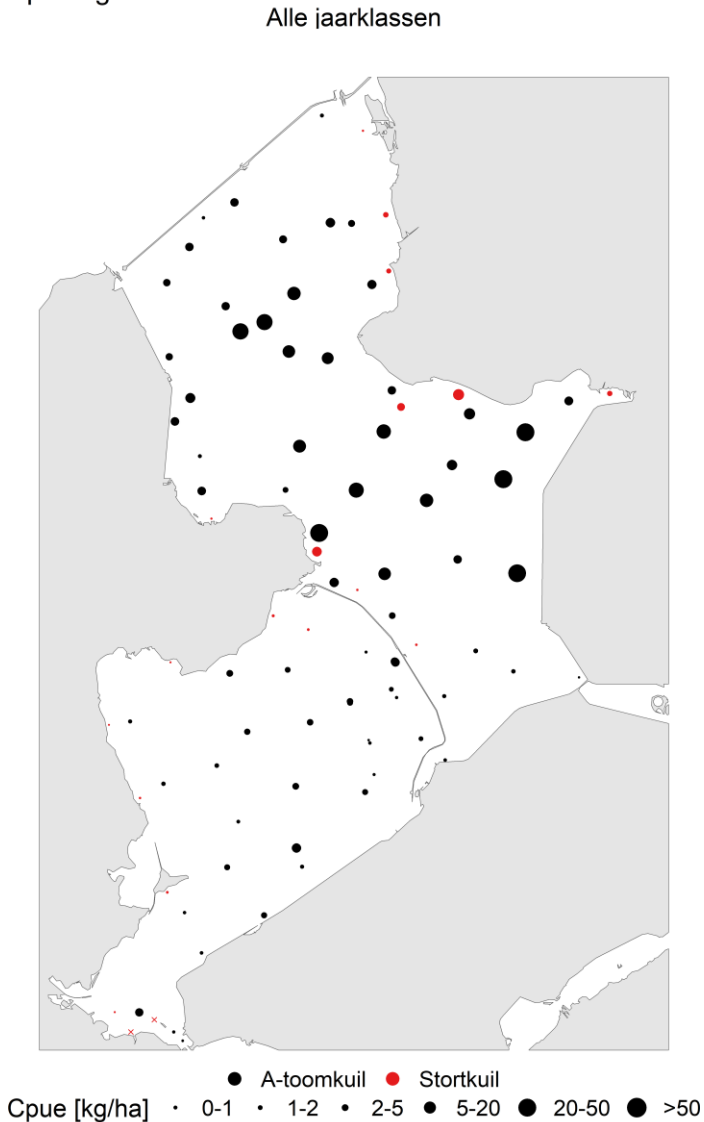 Alle jaarklassen
A-toomkuil Stortkuil
Cpue [kg/ha] 0-1 1-2 2-5 5-20 20-50 >50